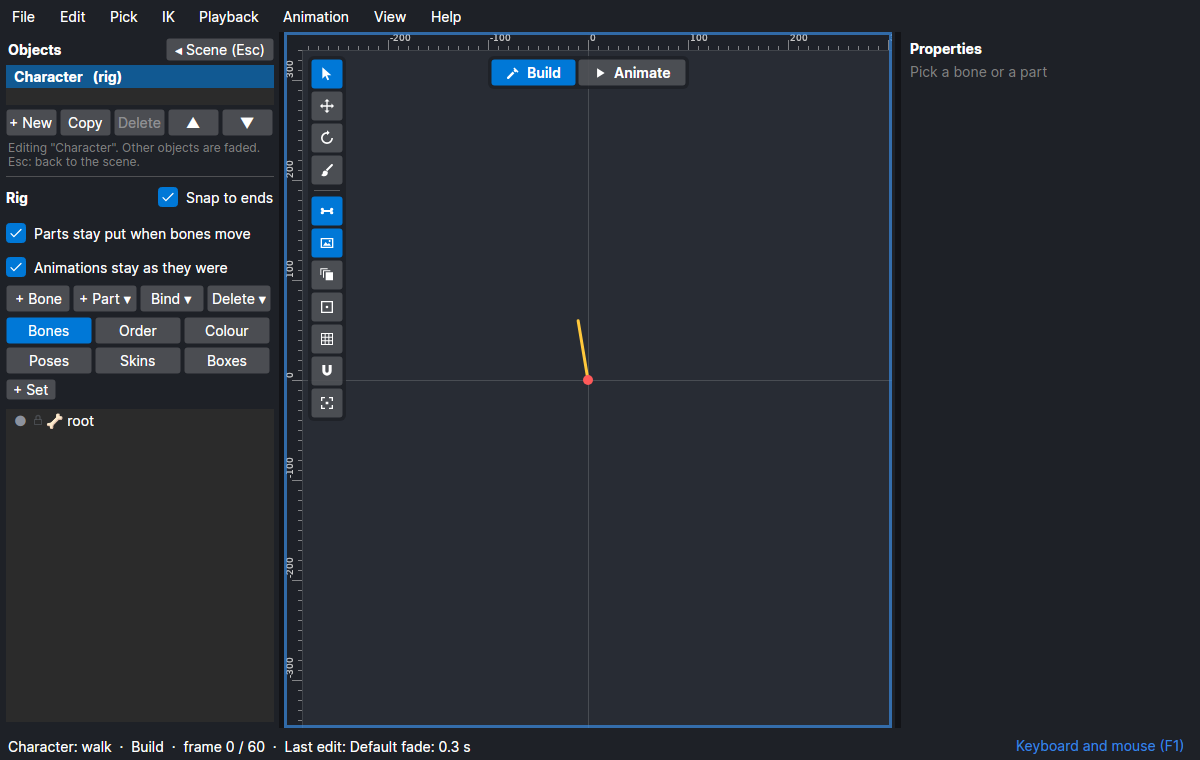 File Edit Pick IK Playback Animation View Help
Objects
◂ Scene (Esc)
Character (rig)
+ New Copy Delete ▲ ▼
Editing "Character". Other objects are faded.
Esc: back to the scene.
Rig
Snap to ends
Parts stay put when bones move
Animations stay as they were
+ Bone + Part ▾ Bind ▾ Delete ▾
Bones Order Colour
Poses Skins Boxes
+ Set
root
-200 -100 0 100 200
300
200
100
0
-100
-200
-300
Build Animate
Properties
Pick a bone or a part
Character: walk · Build · frame 0 / 60 · Last edit: Default fade: 0.3 s
Keyboard and mouse (F1)